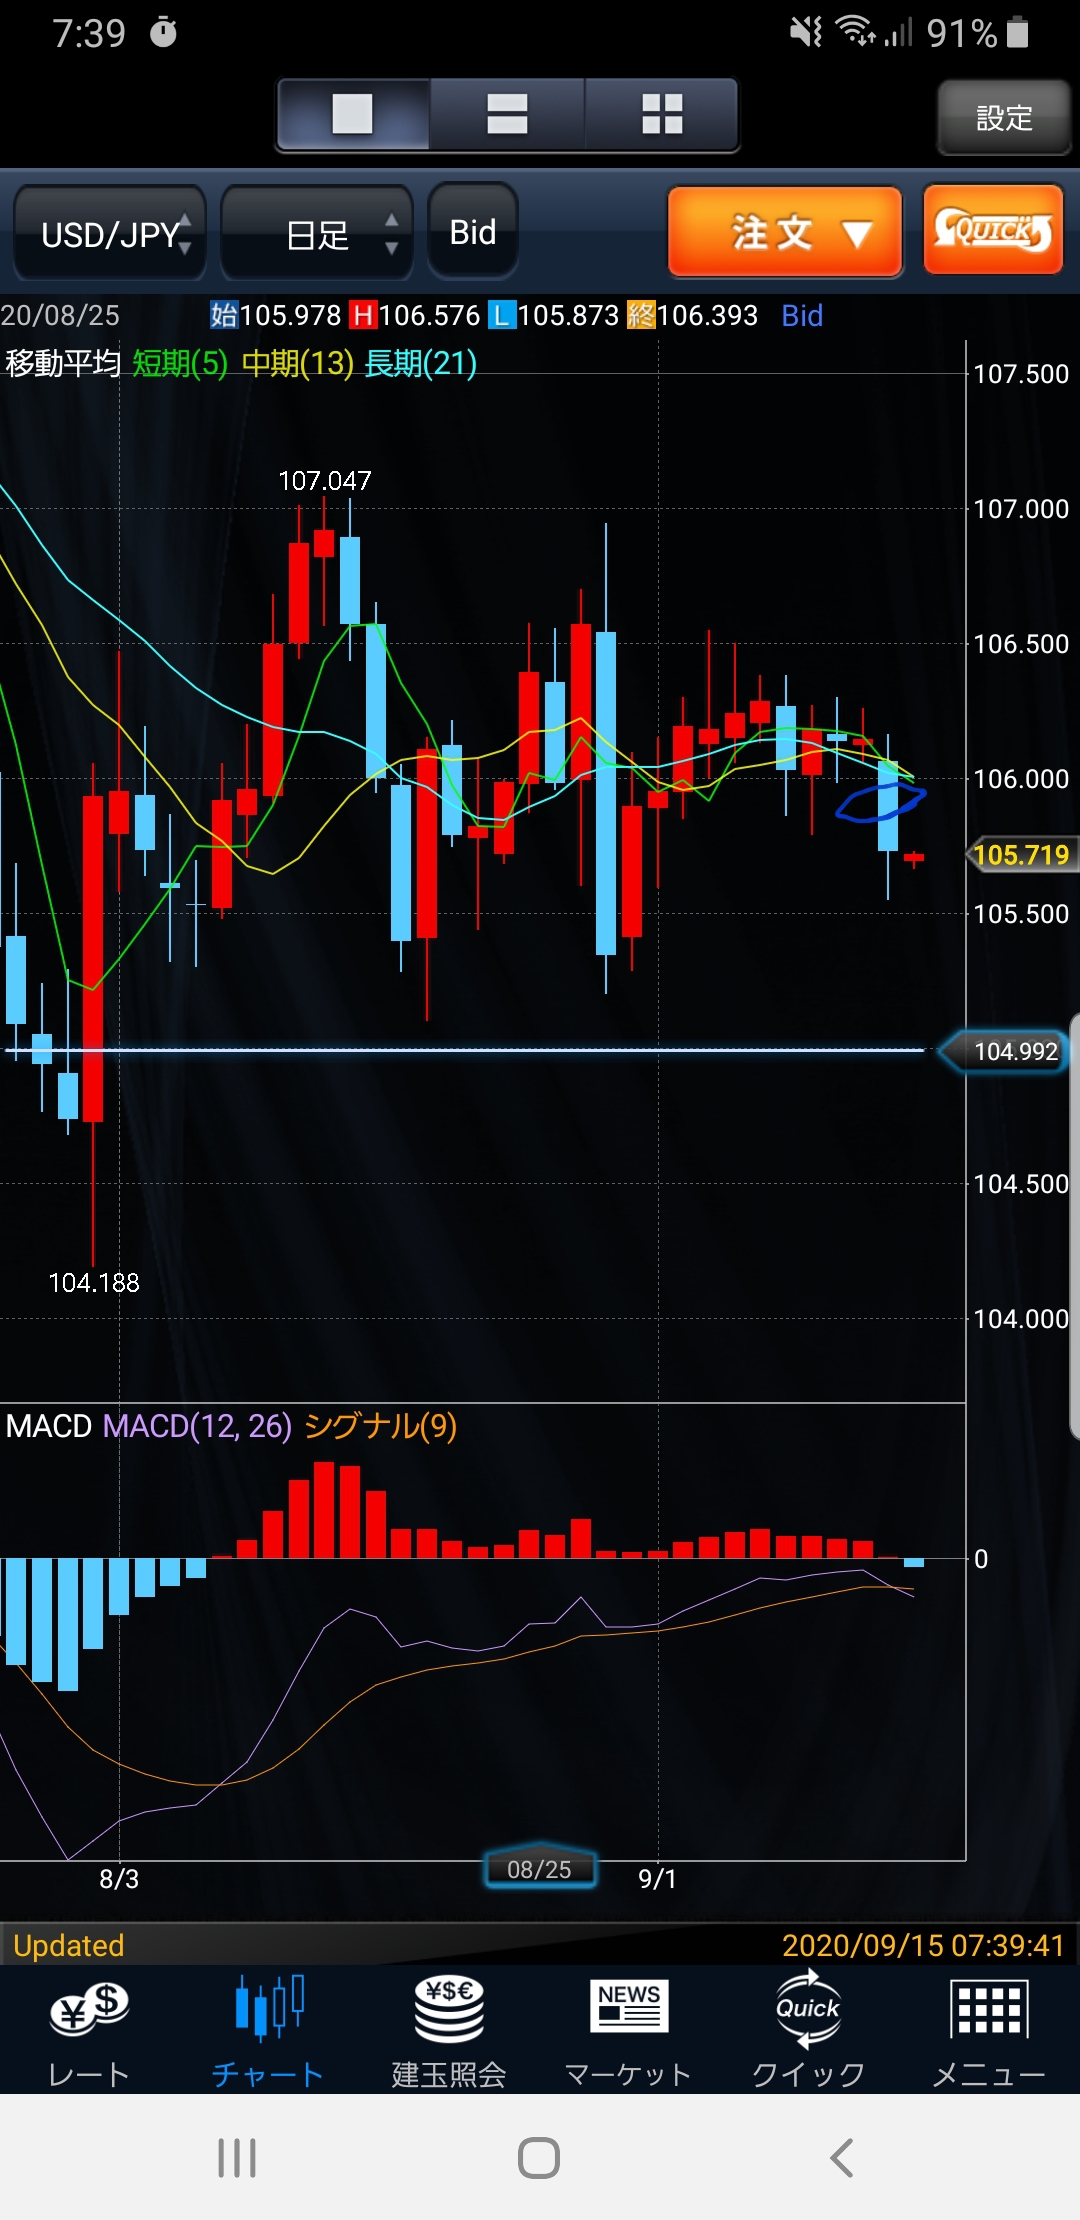 7:39 91%
設定
USD/JPY 日足 Bid 注文 ▼ QUICK
20/08/25 始105.978 H106.576 L105.873 終106.393 Bid
移動平均 短期(5) 中期(13) 長期(21)
107.500
107.047
107.000
106.500
106.000
105.719
105.500
104.992
104.500
104.188
104.000
MACD MACD(12, 26) シグナル(9)
0
8/3 08/25 9/1
Updated 2020/09/15 07:39:41
¥$ ¥$€ NEWS Quick
レート チャート 建玉照会 マーケット クイック メニュー